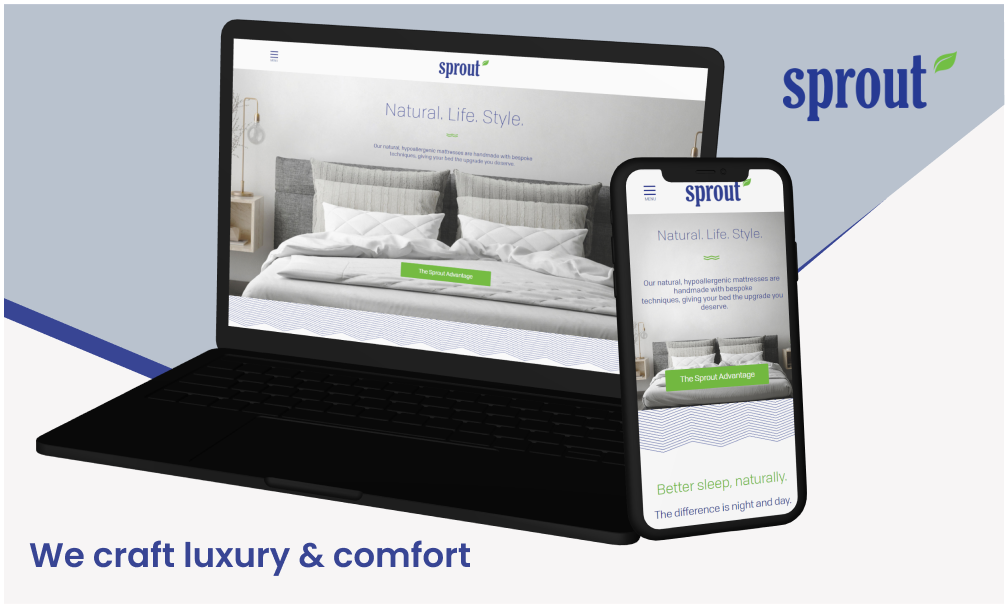 sprout
MENU
sprout
Natural. Life. Style.
Our natural, hypoallergenic mattresses are handmade with bespoke
techniques, giving your bed the upgrade you deserve.
The Sprout Advantage
MENU
sprout
Natural. Life. Style.
Our natural, hypoallergenic mattresses are
handmade with bespoke
techniques, giving your bed the upgrade you
deserve.
The Sprout Advantage
Better sleep, naturally.
The difference is night and day.
We craft luxury & comfort